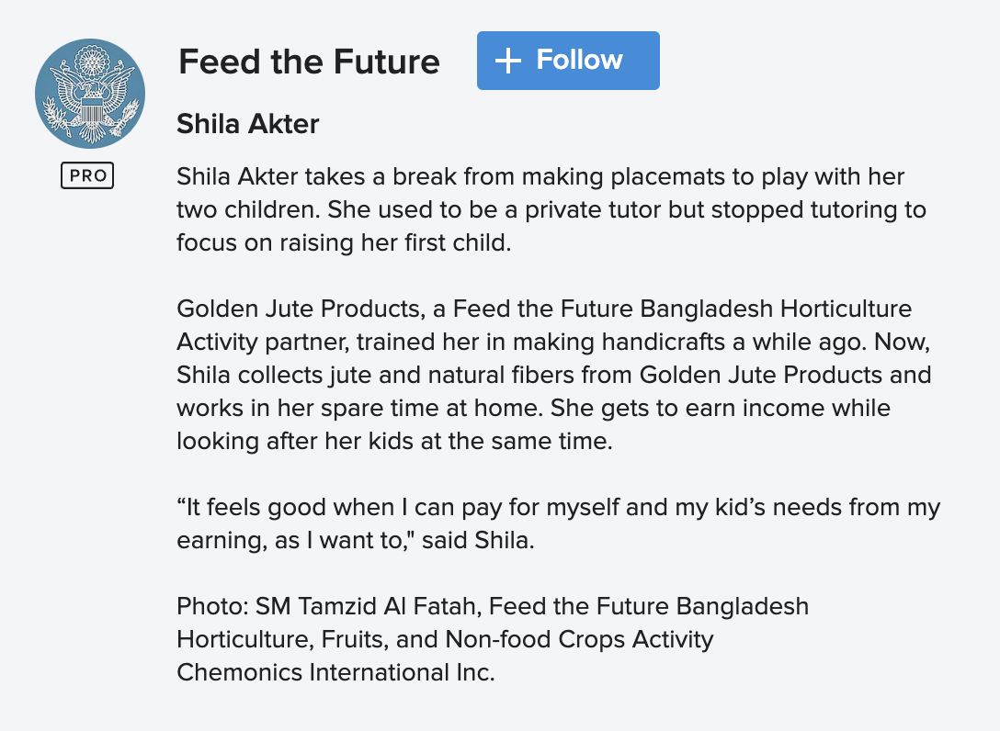 Feed the Future
+ Follow
Shila Akter
PRO
Shila Akter takes a break from making placemats to play with her
two children. She used to be a private tutor but stopped tutoring to
focus on raising her first child.
Golden Jute Products, a Feed the Future Bangladesh Horticulture
Activity partner, trained her in making handicrafts a while ago. Now,
Shila collects jute and natural fibers from Golden Jute Products and
works in her spare time at home. She gets to earn income while
looking after her kids at the same time.
“It feels good when I can pay for myself and my kid’s needs from my
earning, as I want to," said Shila.
Photo: SM Tamzid Al Fatah, Feed the Future Bangladesh
Horticulture, Fruits, and Non-food Crops Activity
Chemonics International Inc.